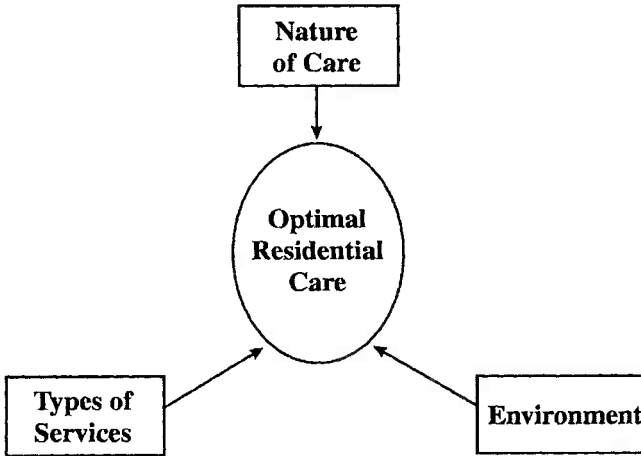 Nature
of Care
Optimal
Residential
Care
Types of
Services
Environment